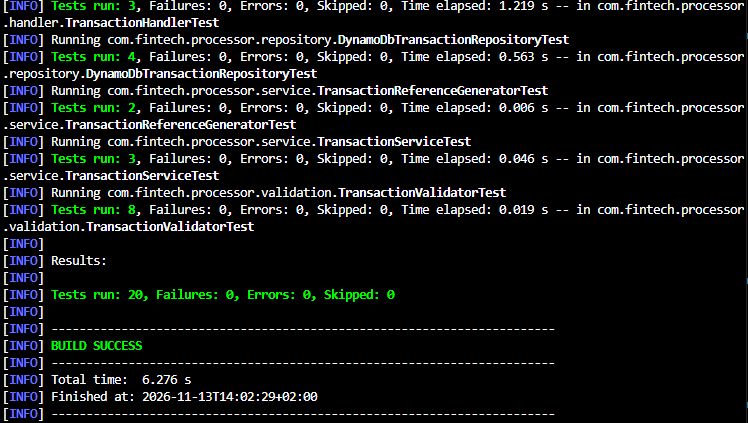 [INFO] Tests run: 3, Failures: 0, Errors: 0, Skipped: 0, Time elapsed: 1.219 s -- in com.fintech.processor
.handler.TransactionHandlerTest
[INFO] Running com.fintech.processor.repository.DynamoDbTransactionRepositoryTest
[INFO] Tests run: 4, Failures: 0, Errors: 0, Skipped: 0, Time elapsed: 0.563 s -- in com.fintech.processor
.repository.DynamoDbTransactionRepositoryTest
[INFO] Running com.fintech.processor.service.TransactionReferenceGeneratorTest
[INFO] Tests run: 2, Failures: 0, Errors: 0, Skipped: 0, Time elapsed: 0.006 s -- in com.fintech.processor
.service.TransactionReferenceGeneratorTest
[INFO] Running com.fintech.processor.service.TransactionServiceTest
[INFO] Tests run: 3, Failures: 0, Errors: 0, Skipped: 0, Time elapsed: 0.046 s -- in com.fintech.processor
.service.TransactionServiceTest
[INFO] Running com.fintech.processor.validation.TransactionValidatorTest
[INFO] Tests run: 8, Failures: 0, Errors: 0, Skipped: 0, Time elapsed: 0.019 s -- in com.fintech.processor
.validation.TransactionValidatorTest
[INFO]
[INFO] Results:
[INFO]
[INFO] Tests run: 20, Failures: 0, Errors: 0, Skipped: 0
[INFO]
[INFO] ------------------------------------------------------------------------
[INFO] BUILD SUCCESS
[INFO] ------------------------------------------------------------------------
[INFO] Total time:  6.276 s
[INFO] Finished at: 2026-11-13T14:02:29+02:00
[INFO] ------------------------------------------------------------------------